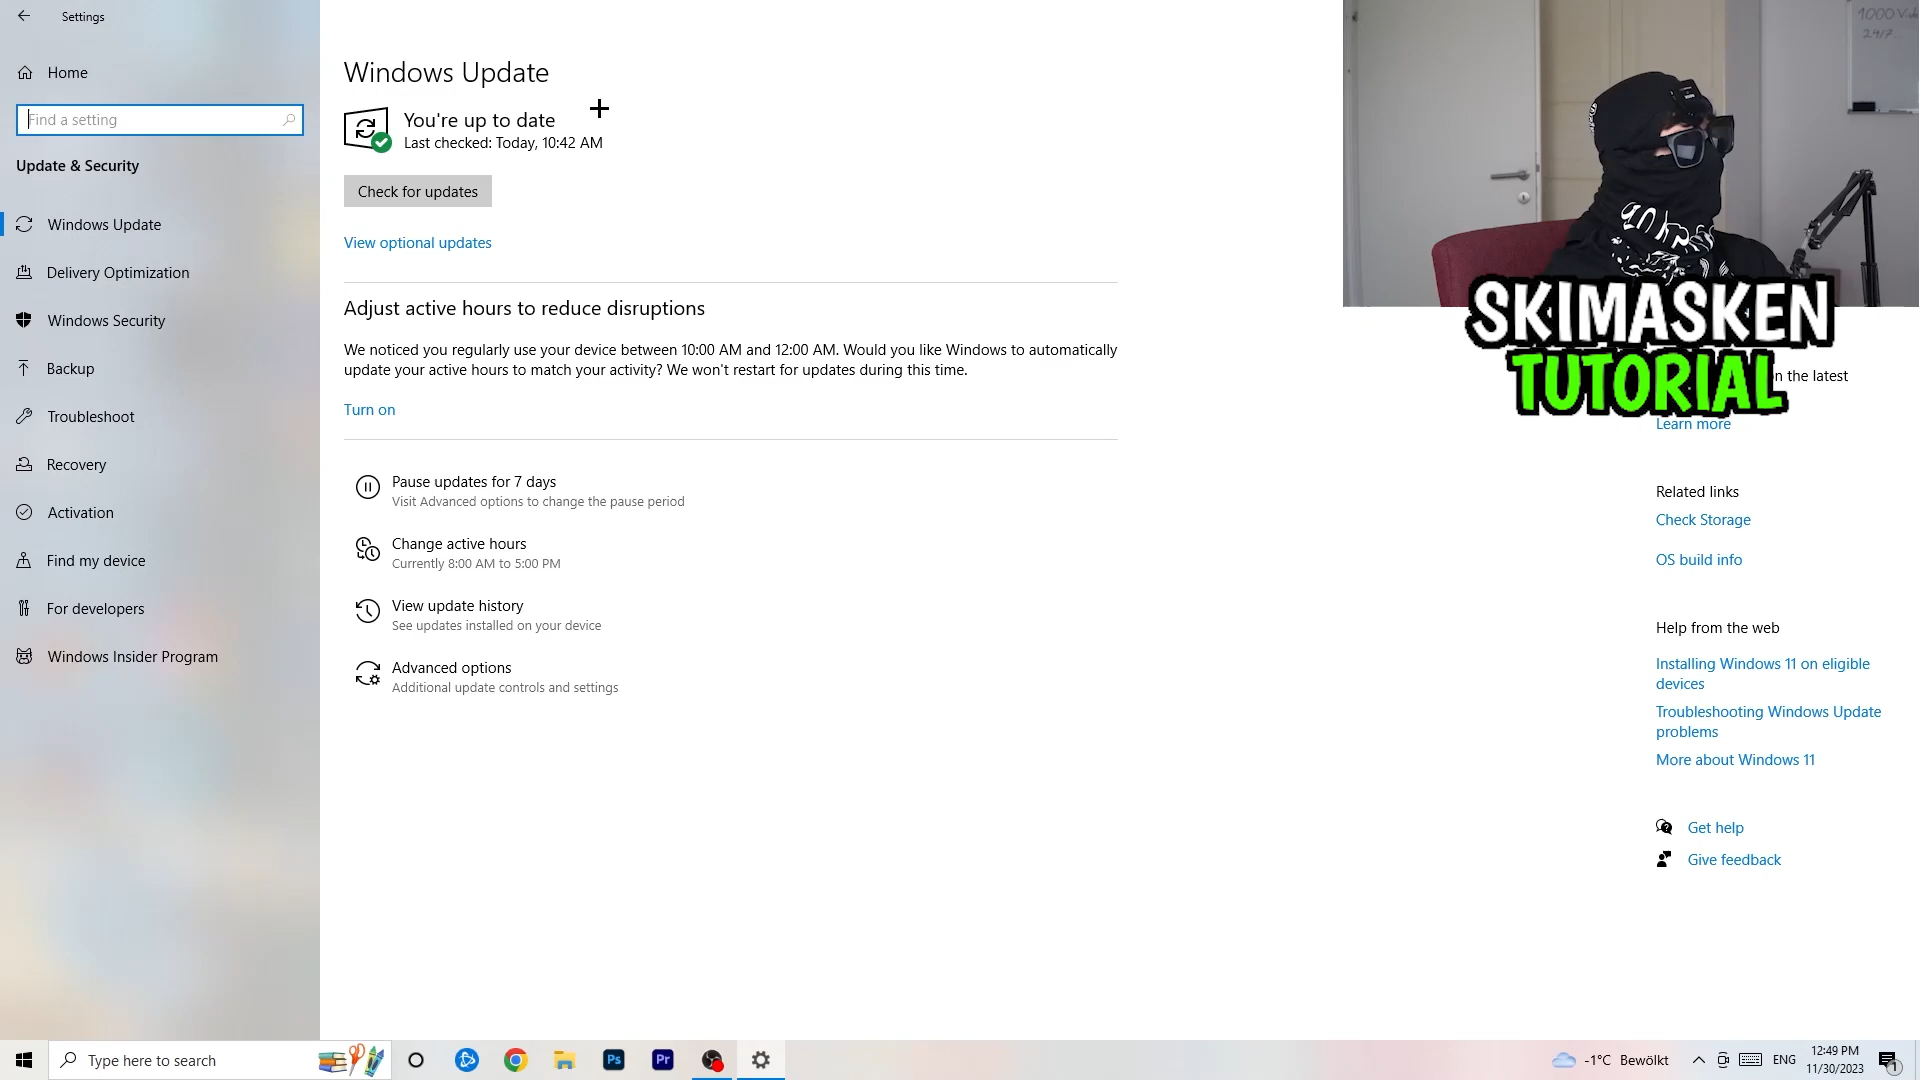 Settings
Home
Find a setting
Update & Security
Windows Update
Delivery Optimization
Windows Security
Backup
Troubleshoot
Recovery
Activation
Find my device
For developers
Windows Insider Program
Windows Update
You're up to date
Last checked: Today, 10:42 AM
Check for updates
View optional updates
Adjust active hours to reduce disruptions
We noticed you regularly use your device between 10:00 AM and 12:00 AM. Would you like Windows to automatically
update your active hours to match your activity? We won't restart for updates during this time.
Turn on
Pause updates for 7 days
Visit Advanced options to change the pause period
Change active hours
Currently 8:00 AM to 5:00 PM
View update history
See updates installed on your device
Advanced options
Additional update controls and settings
1000
24/7
SKIMASKEN
TUTORIAL
on the latest
Learn more
Related links
Check Storage
OS build info
Help from the web
Installing Windows 11 on eligible
devices
Troubleshooting Windows Update
problems
More about Windows 11
Get help
Give feedback
Type here to search
Ps
Pr
-1°C Bewölkt
ENG
12:49 PM
11/30/2023
1